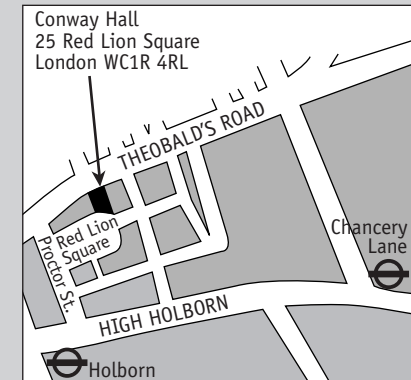 Conway Hall
25 Red Lion Square
London WC1R 4RL
THEOBALD'S ROAD
Red Lion
Square
Proctor St.
Chancery
Lane
HIGH HOLBORN
Holborn